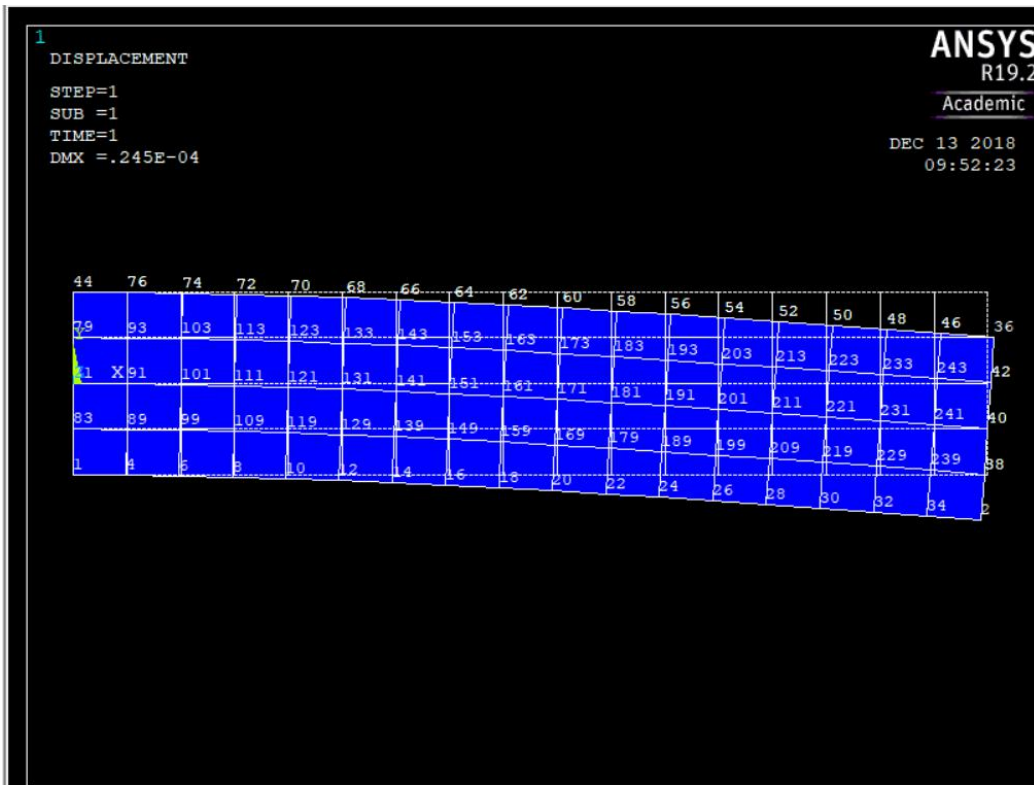 1
DISPLACEMENT
STEP=1
SUB =1
TIME=1
DMX =.245E-04
ANSYS
R19.2
Academic
DEC 13 2018
09:52:23
44 76 74 72 70 68 66 64 62 60 58 56 54 52 50 48 46 36
79 93 103 113 123 133 143 153 163 173 183 193 203 213 223 233 243 42
X 91 101 111 121 131 141 151 161 171 181 191 201 211 221 231 241 40
83 89 99 109 119 129 139 149 159 169 179 189 199 209 219 229 239 38
1 4 6 8 10 12 14 16 18 20 22 24 26 28 30 32 34 2